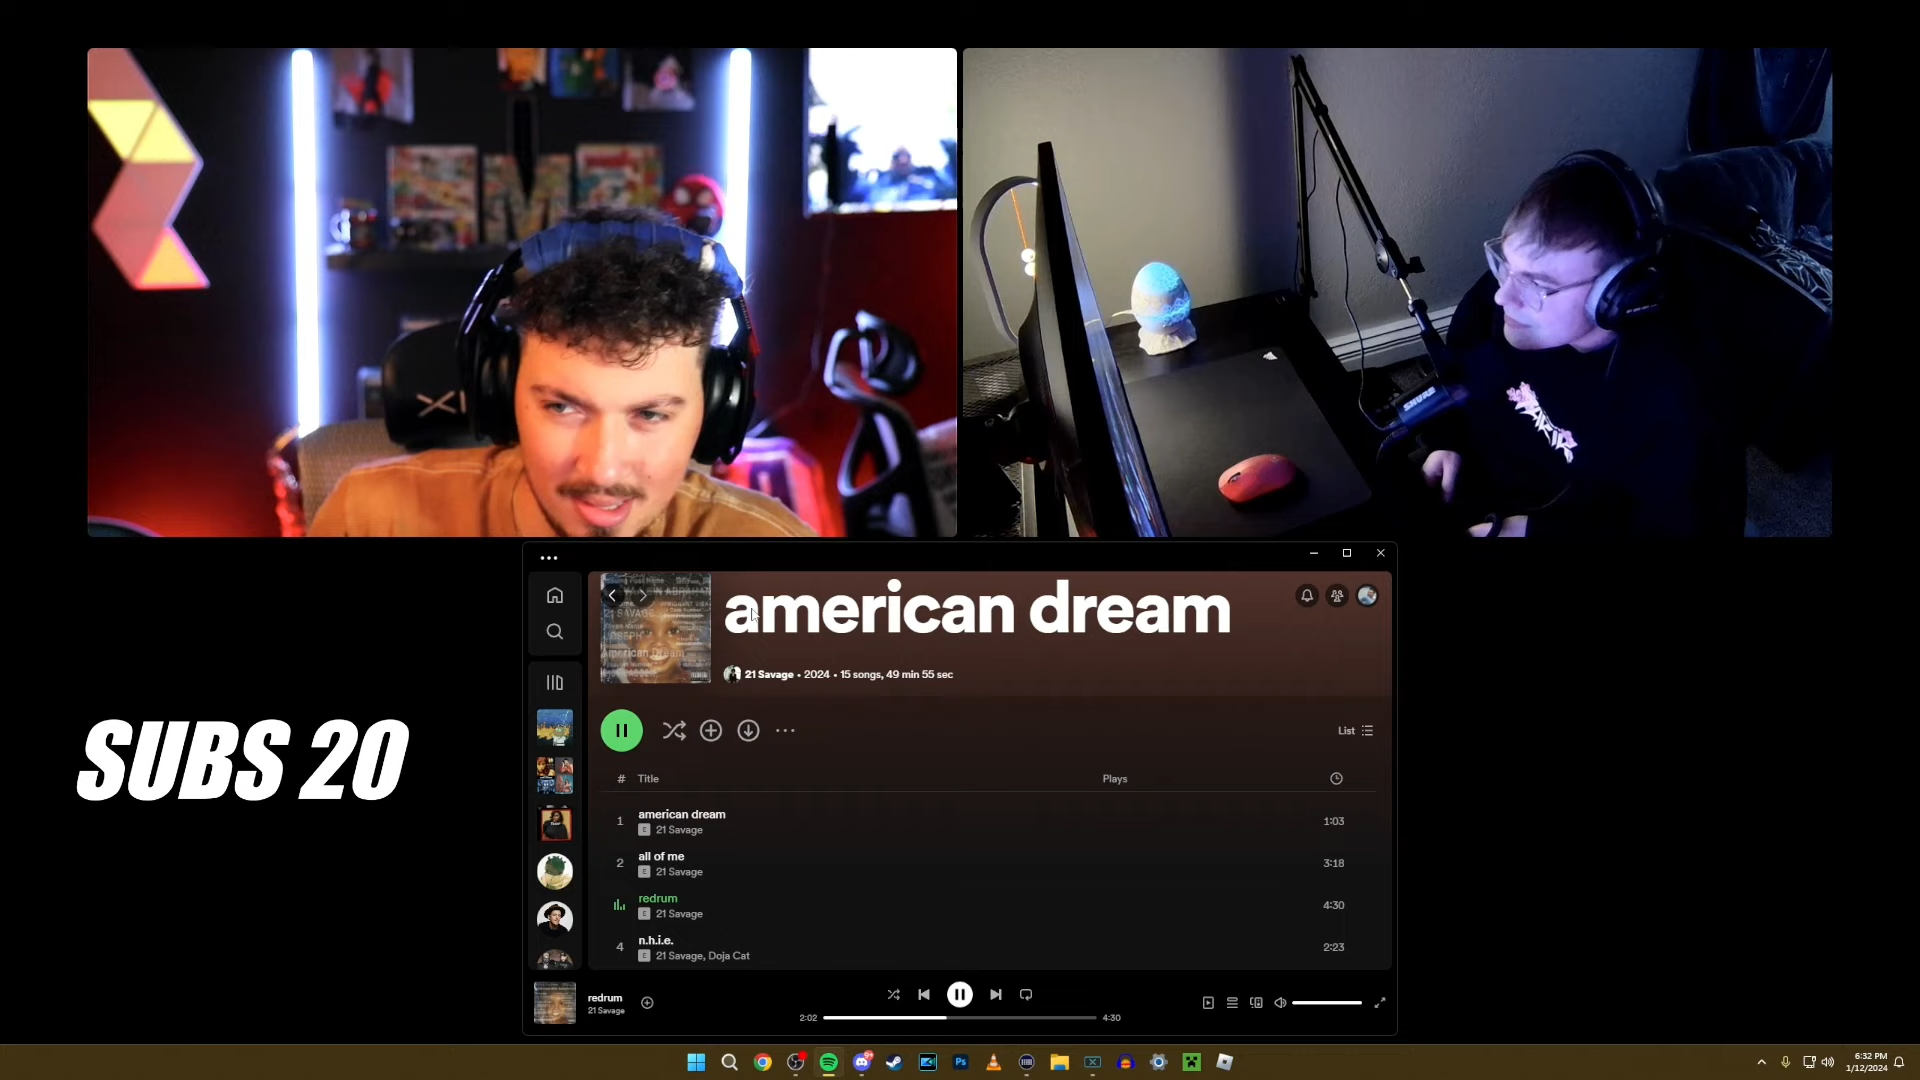 SHURE
american dream
21 Savage • 2024 • 15 songs, 49 min 55 sec
SUBS 20
List
# Title Plays
1 american dream 1:03
E 21 Savage
2 all of me 3:18
E 21 Savage
redrum 4:30
E 21 Savage
4 n.h.i.e. 2:23
E 21 Savage, Doja Cat
redrum
21 Savage
2:02 4:30
Ps
6:32 PM
1/12/2024